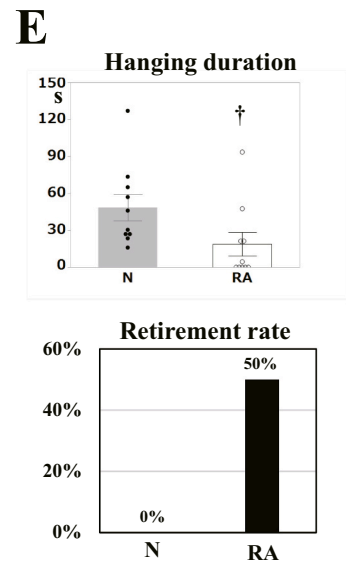 E
Hanging duration
150
s
120
90
60
30
0
†
N RA
Retirement rate
60%
40%
20%
0%
50%
0%
N RA